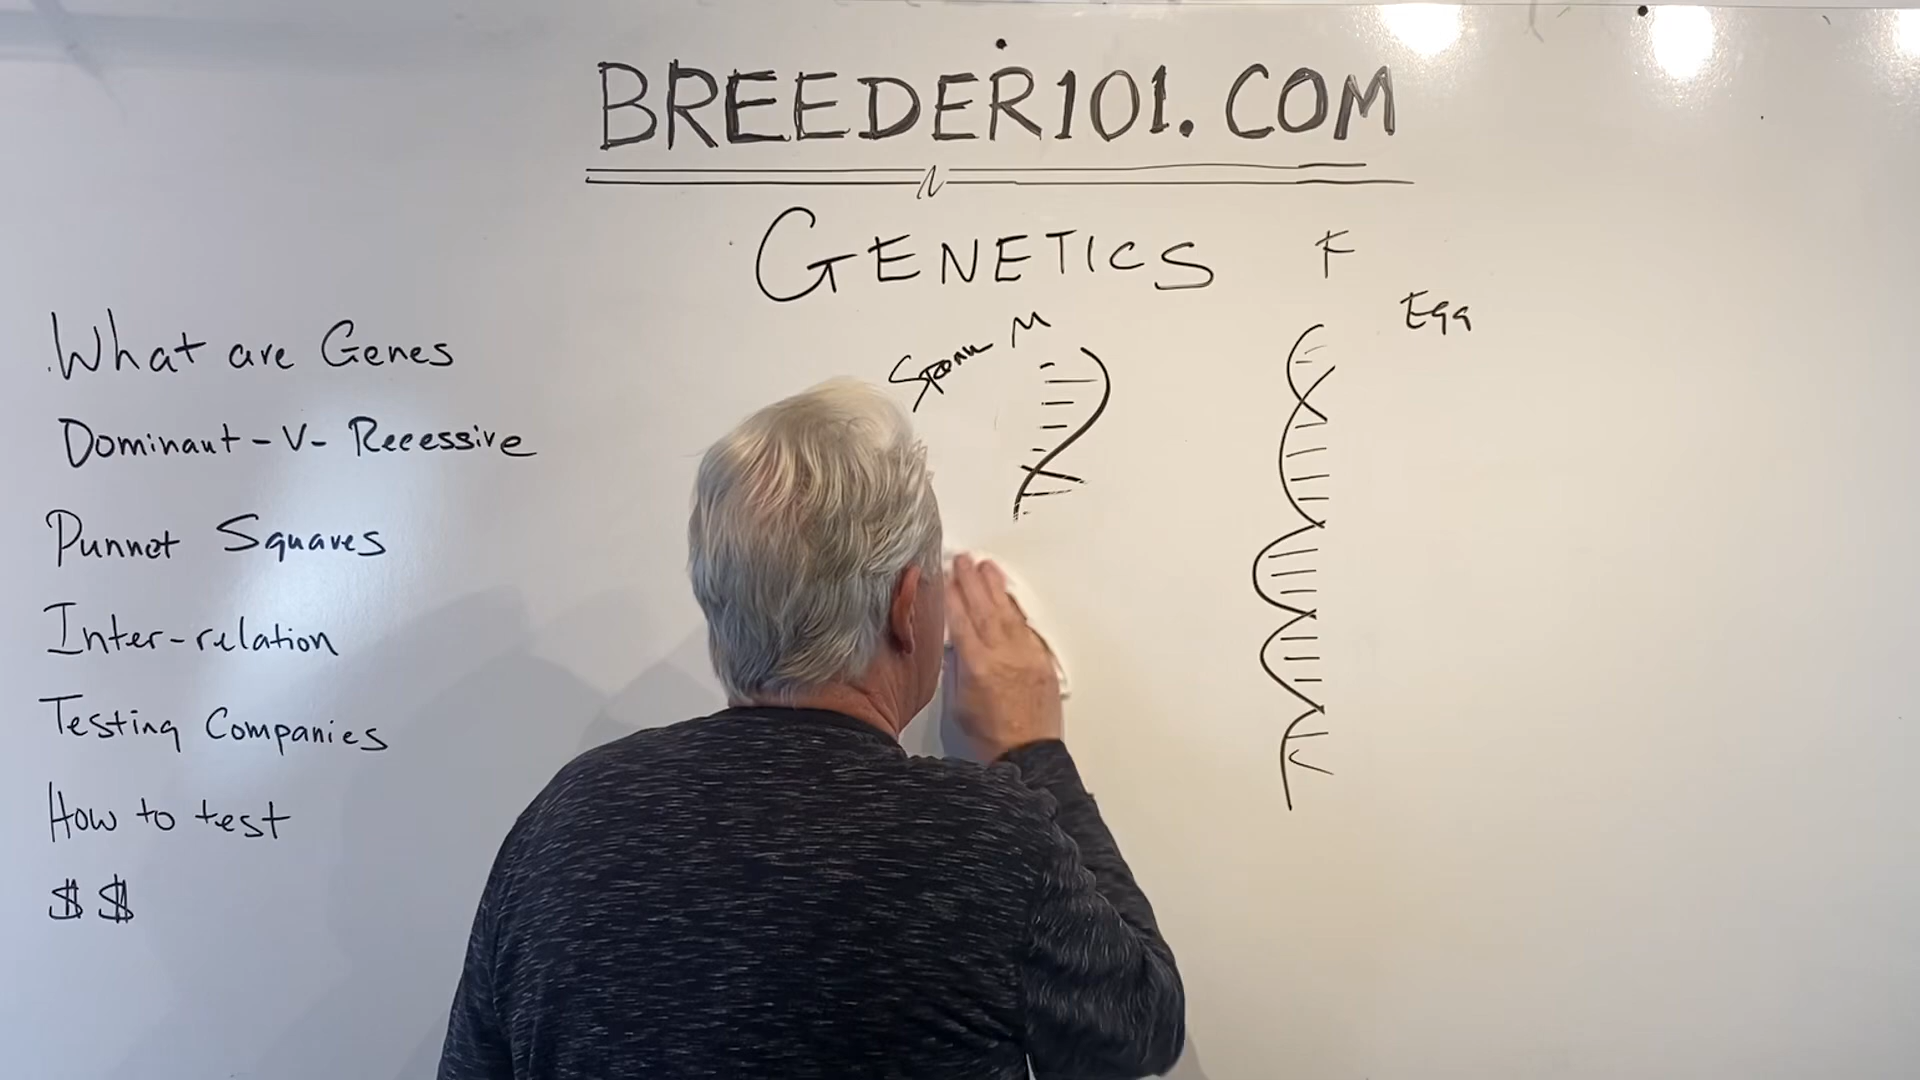 BREEDER101.COM
GENETICS
F
Egg
M
Sperm
What are Genes
Dominant-V-Recessive
Punnet Squares
Inter-relation
Testing Companies
How to test
$ $